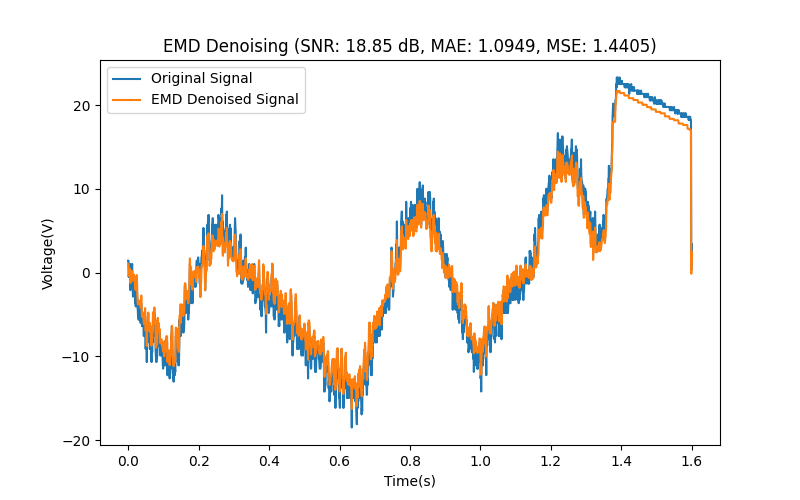 EMD Denoising (SNR: 18.85 dB, MAE: 1.0949, MSE: 1.4405)
Original Signal
EMD Denoised Signal
20
10
0
−10
−20
Voltage(V)
0.0 0.2 0.4 0.6 0.8 1.0 1.2 1.4 1.6
Time(s)